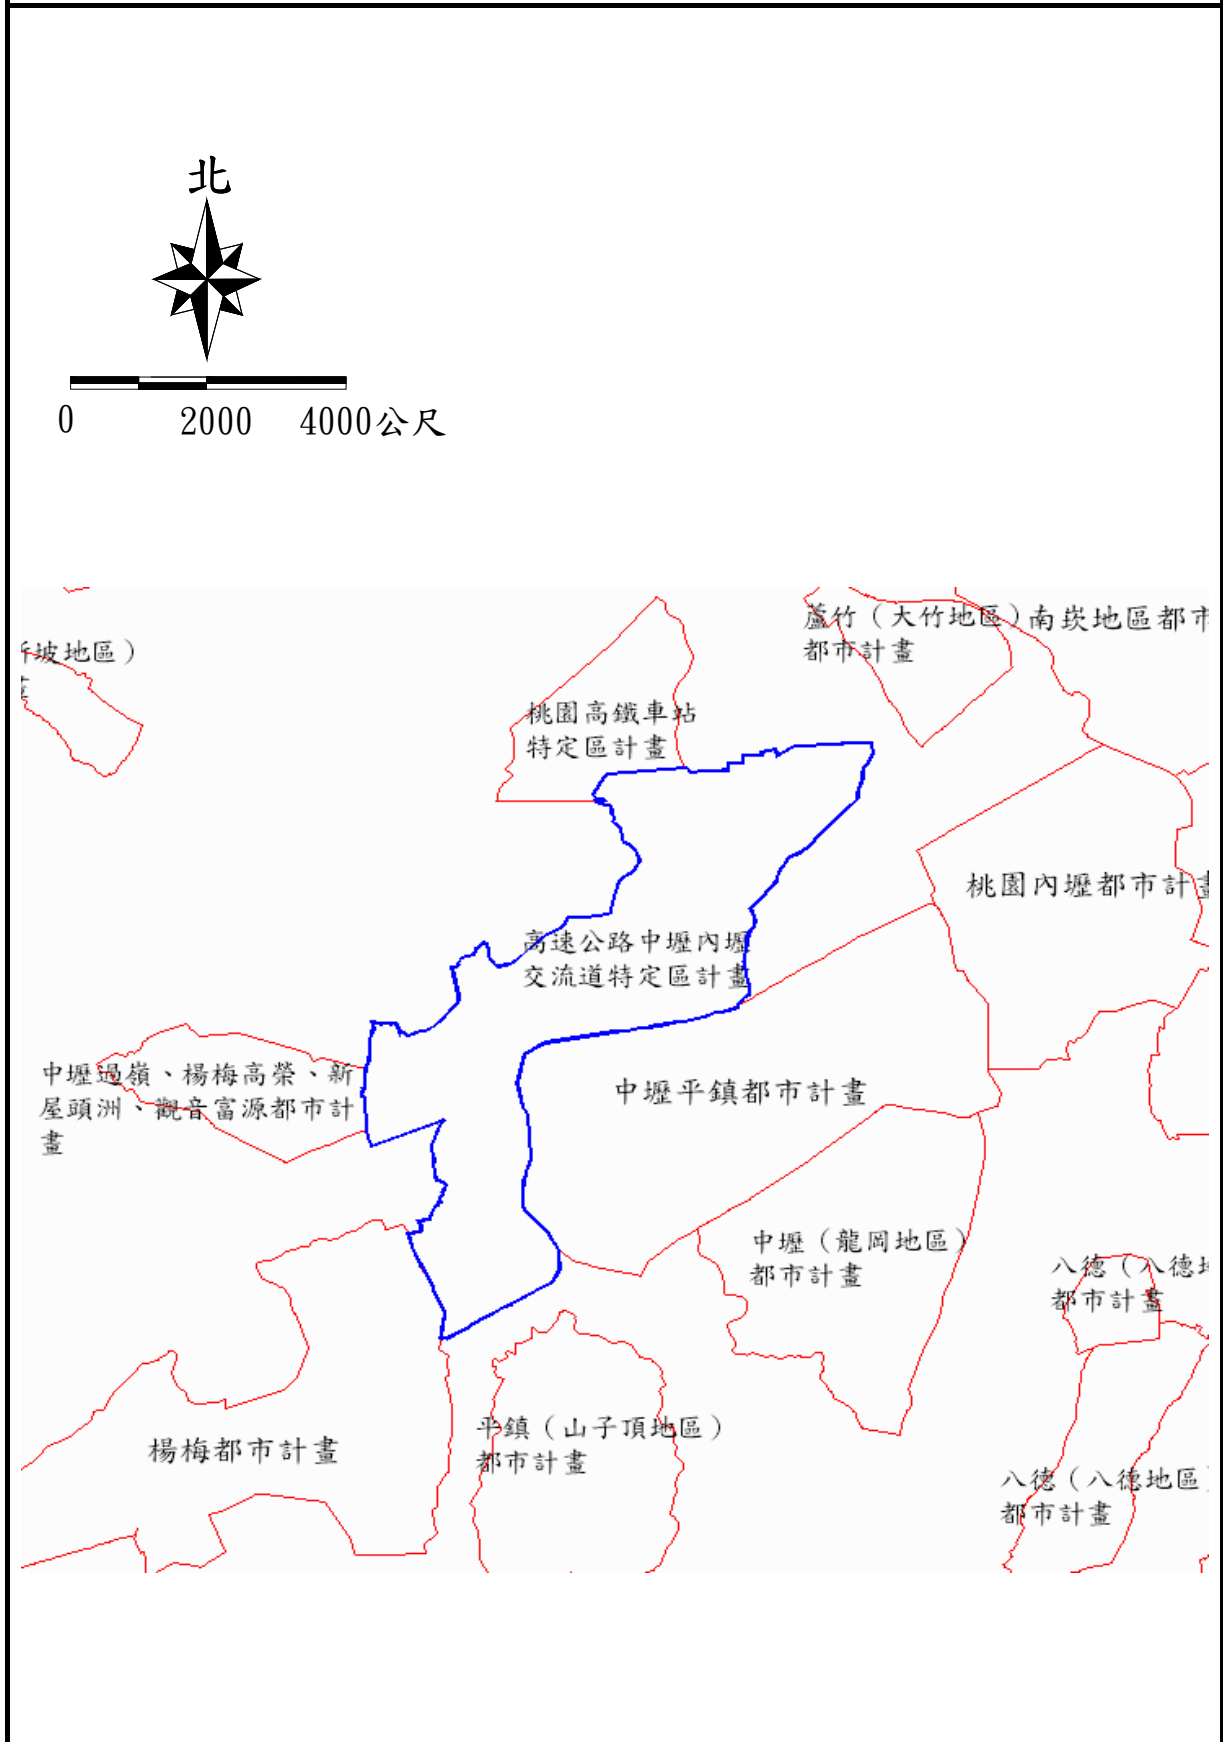 北
0 2000 4000公尺
蘆竹（大竹地區）
都市計畫
南崁地區都市
坡地區）
桃園高鐵車站
特定區計畫
桃園內壢都市計畫
高速公路中壢內壢
交流道特定區計畫
中壢過嶺、楊梅高榮、新
屋頭洲、觀音富源都市計
畫
中壢平鎮都市計畫
中壢（龍岡地區）
都市計畫
八德（八德地
都市計畫
楊梅都市計畫
平鎮（山子頂地區）
都市計畫
八德（八德地區）
都市計畫